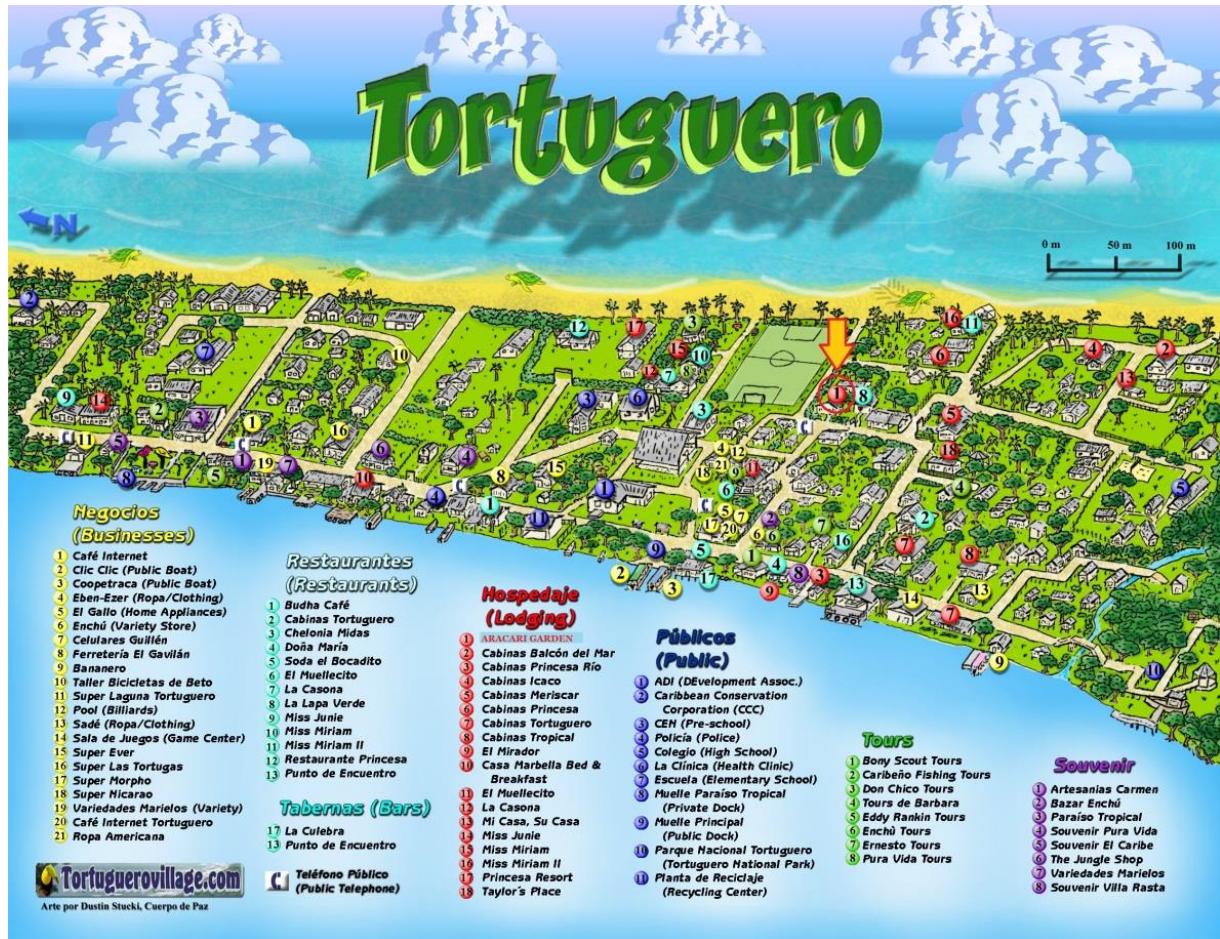 Tortuguero
N
0 m 50 m 100 m
Negocios
(Businesses)
1 Café Internet
2 Clic Clic (Public Boat)
3 Coopetraca (Public Boat)
4 Eben-Ezer (Ropa/Clothing)
5 El Gallo (Home Appliances)
6 Enchú (Variety Store)
7 Celulares Guillén
8 Ferretería El Gavilán
9 Bananero
10 Taller Bicicletas de Beto
11 Super Laguna Tortuguero
12 Pool (Billiards)
13 Sadé (Ropa/Clothing)
14 Sala de Juegos (Game Center)
15 Super Ever
16 Super Las Tortugas
17 Super Morpho
18 Super Nicarao
19 Variedades Marielos (Variety)
20 Café Internet Tortuguero
21 Ropa Americana
Tortuguerovillage.com
Arte por Dustin Stucki, Cuerpo de Paz
Restaurantes
(Restaurants)
1 Budha Café
2 Cabinas Tortuguero
3 Chelonia Midas
4 Doña María
5 Soda el Bocadito
6 El Muellecito
7 La Casona
8 La Lapa Verde
9 Miss Junie
10 Miss Miriam
11 Miss Miriam II
12 Restaurante Princesa
13 Punto de Encuentro
Tabernas (Bars)
17 La Culebra
13 Punto de Encuentro
Teléfono Público
(Public Telephone)
Hospedaje
(Lodging)
1 ARACARI GARDEN
2 Cabinas Balcón del Mar
3 Cabinas Princesa Río
4 Cabinas Icaco
5 Cabinas Meriscar
6 Cabinas Princesa
7 Cabinas Tortuguero
8 Cabinas Tropical
9 El Mirador
10 Casa Marbella Bed &
Breakfast
11 El Muellecito
12 La Casona
13 Mi Casa, Su Casa
14 Miss Junie
15 Miss Miriam
16 Miss Miriam II
17 Princesa Resort
18 Taylor's Place
Públicos
(Public)
1 ADI (DEvelopment Assoc.)
2 Caribbean Conservation
Corporation (CCC)
3 CEN (Pre-school)
4 Policía (Police)
5 Colegio (High School)
6 La Clínica (Health Clinic)
7 Escuela (Elementary School)
8 Muelle Paraíso Tropical
(Private Dock)
9 Muelle Principal
(Public Dock)
10 Parque Nacional Tortuguero
(Tortuguero National Park)
11 Planta de Reciclaje
(Recycling Center)
Tours
1 Bony Scout Tours
2 Caribeño Fishing Tours
3 Don Chico Tours
4 Tours de Barbara
5 Eddy Rankin Tours
6 Enchù Tours
7 Ernesto Tours
8 Pura Vida Tours
Souvenir
1 Artesanias Carmen
2 Bazar Enchú
3 Paraíso Tropical
4 Souvenir Pura Vida
5 Souvenir El Caribe
6 The Jungle Shop
7 Variedades Marielos
8 Souvenir Villa Rasta